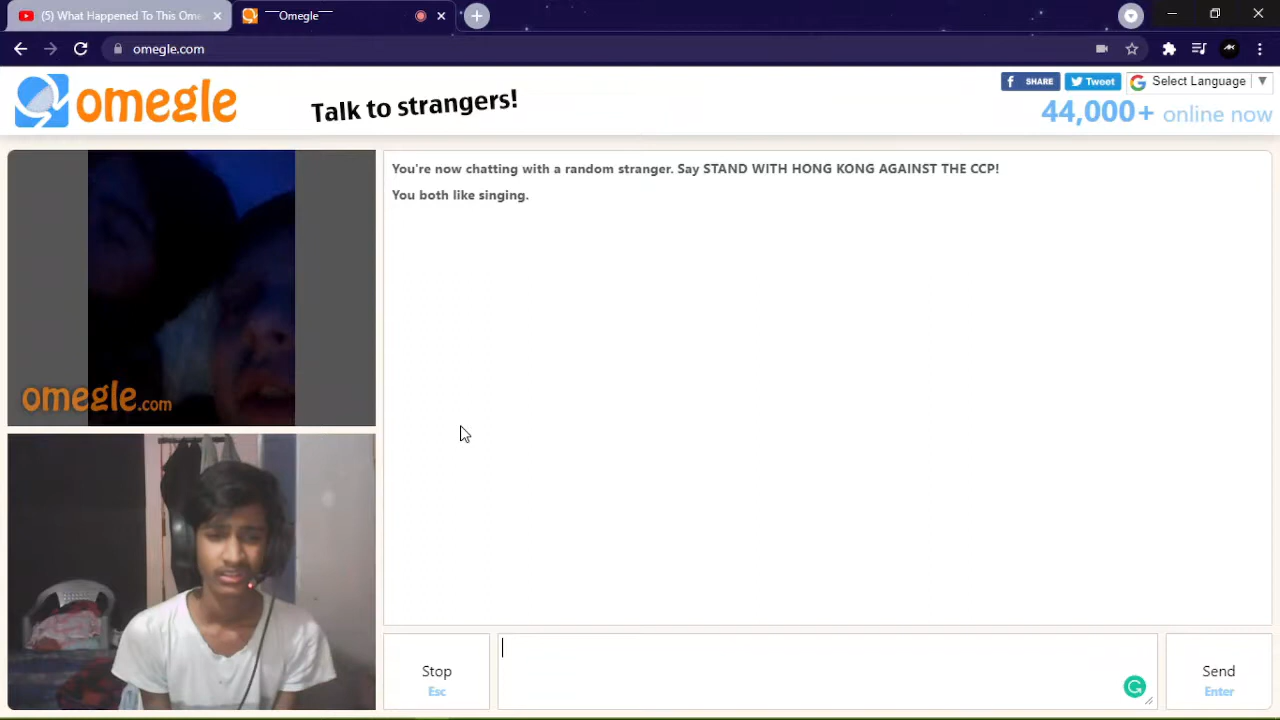 (5) What Happened To This Ome
Omegle
omegle.com
omegle
Talk to strangers!
SHARE
Tweet
Select Language
44,000+ online now
You're now chatting with a random stranger. Say STAND WITH HONG KONG AGAINST THE CCP!
You both like singing.
omegle.com
Stop
Esc
Send
Enter